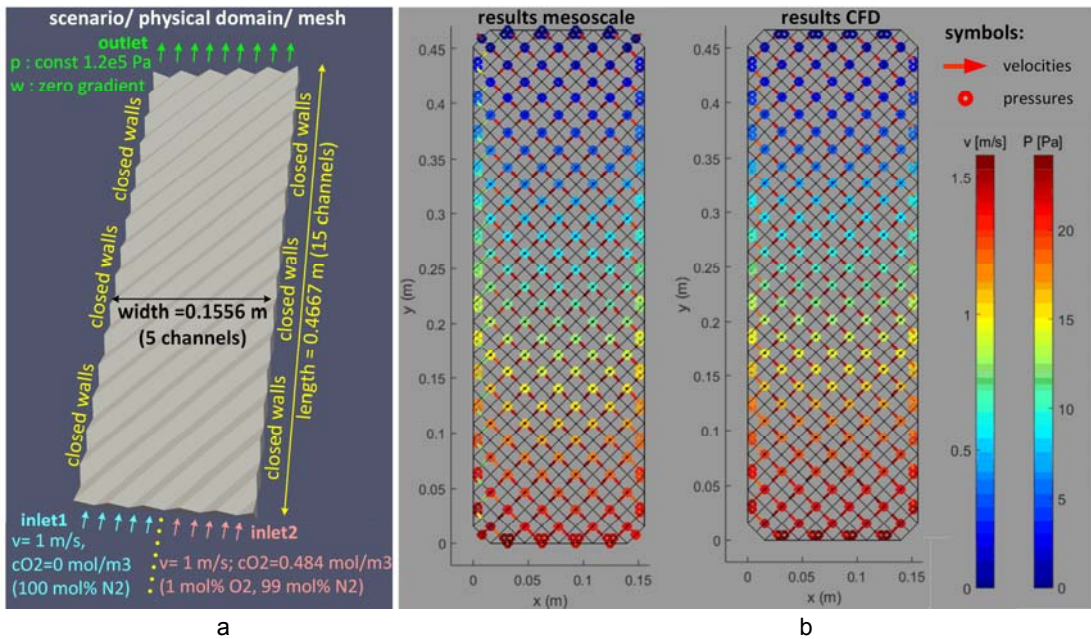 scenario/ physical domain/ mesh
outlet
p : const 1.2e5 Pa
w : zero gradient
closed walls
closed walls
closed walls
closed walls
closed walls
closed walls
width =0.1556 m
(5 channels)
length = 0.4667 m (15 channels)
inlet1
v= 1 m/s,
cO2=0 mol/m3
(100 mol% N2)
inlet2
v= 1 m/s; cO2=0.484 mol/m3
(1 mol% O2, 99 mol% N2)
results mesoscale
0.45
0.4
0.35
0.3
0.25
0.2
0.15
0.1
0.05
0
y (m)
0 0.05 0.1 0.15
x (m)
results CFD
0.45
0.4
0.35
0.3
0.25
0.2
0.15
0.1
0.05
0
y (m)
0 0.05 0.1 0.15
x (m)
symbols:
velocities
pressures
v [m/s]
1.5
1
0.5
0
P [Pa]
20
15
10
5
0
a
b